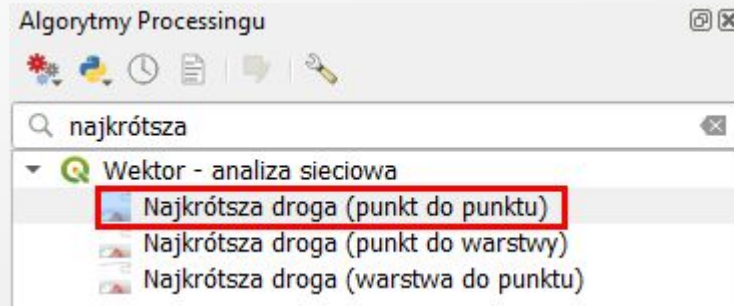 Algorytmy Processingu
najkrótsza
Wektor - analiza sieciowa
Najkrótsza droga (punkt do punktu)
Najkrótsza droga (punkt do warstwy)
Najkrótsza droga (warstwa do punktu)